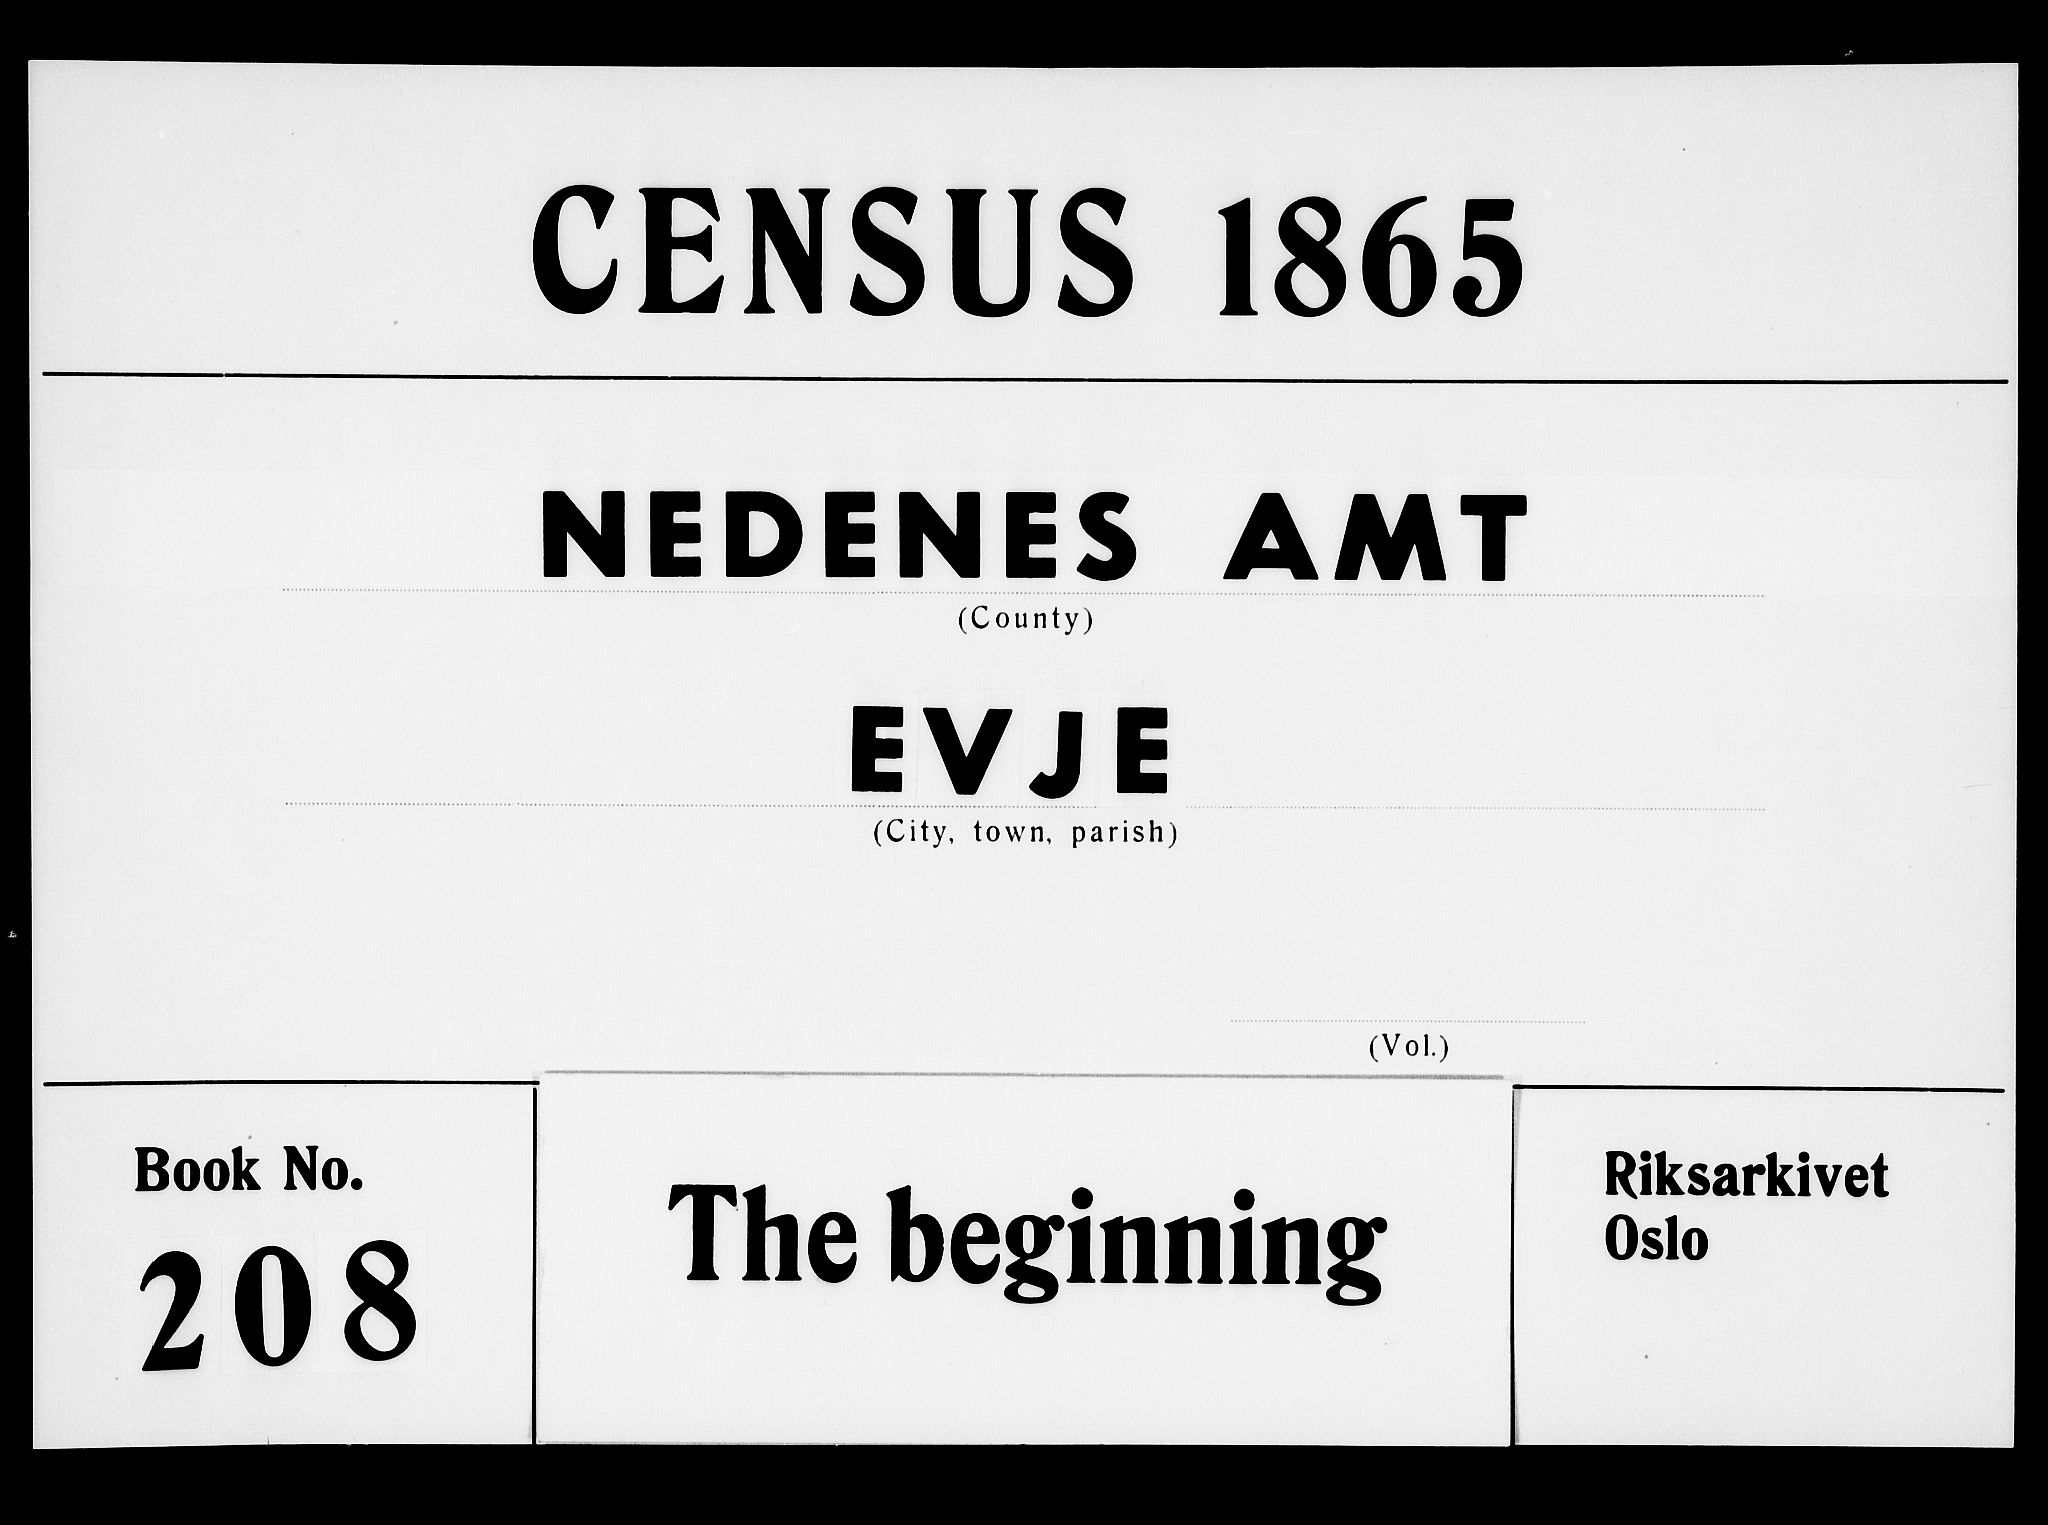 CENSUS 1865
NEDENES AMT
(County)
EVJE
(City, town, parish)
(Vol.)
Book No.
208
The beginning
Riksarkivet
Oslo